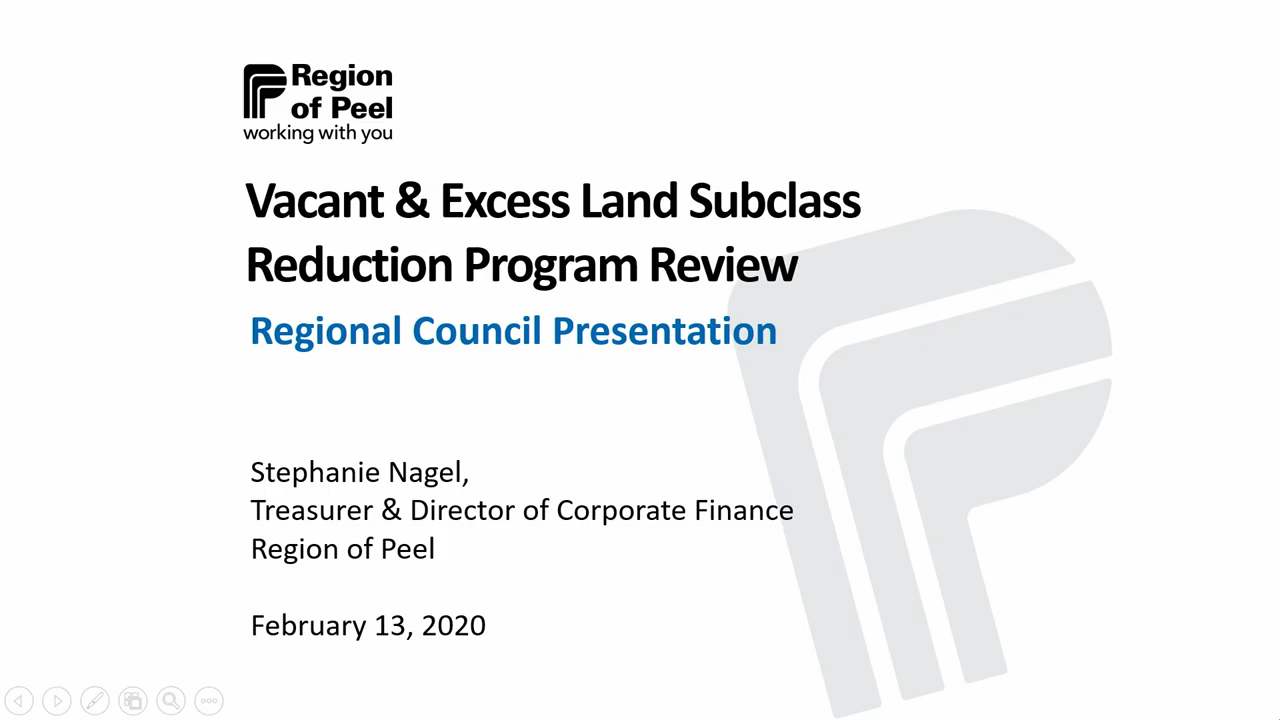 Region
of Peel
working with you
Vacant & Excess Land Subclass
Reduction Program Review
Regional Council Presentation
Stephanie Nagel,
Treasurer & Director of Corporate Finance
Region of Peel
February 13, 2020